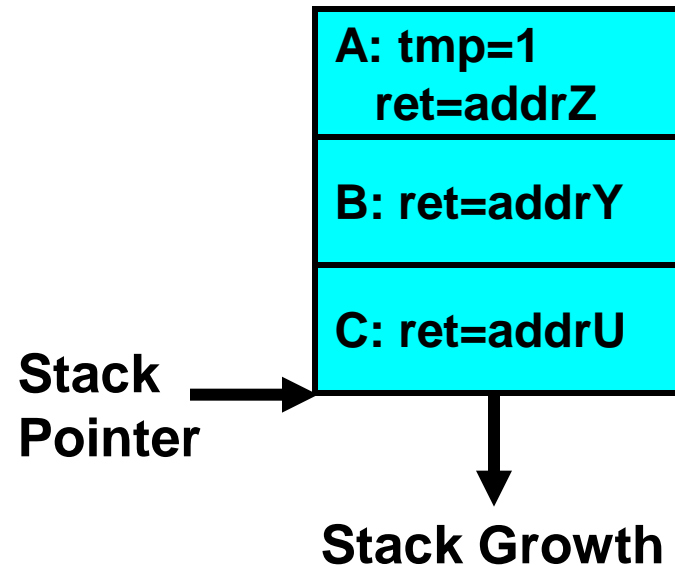 A: tmp=1
ret=addrZ
B: ret=addrY
C: ret=addrU
Stack
Pointer
Stack Growth